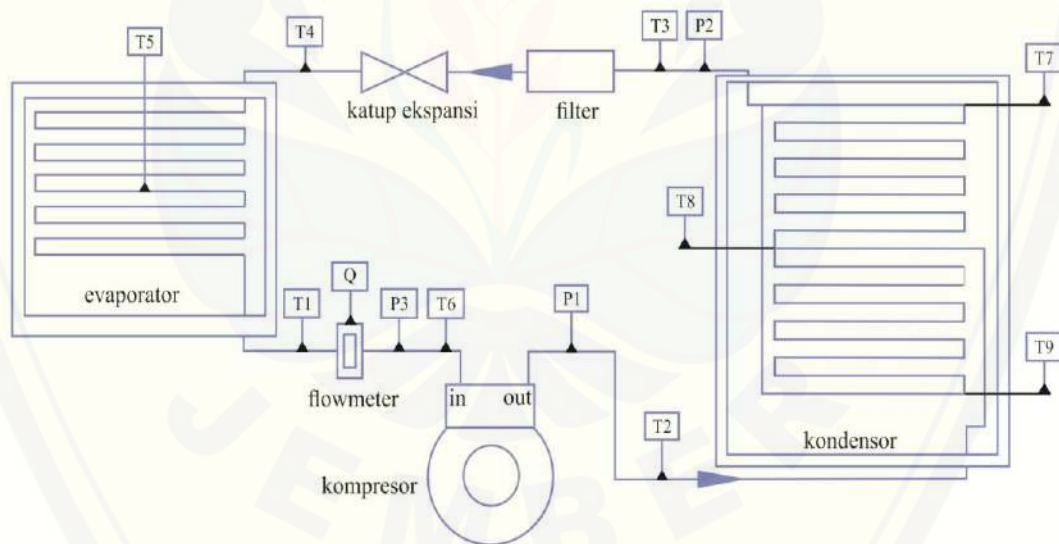 T5
T4
T3
P2
T7
katup ekspansi
filter
T8
evaporator
Q
T1
P3
T6
P1
T9
flowmeter
in
out
T2
kondensor
kompresor
JEMBER